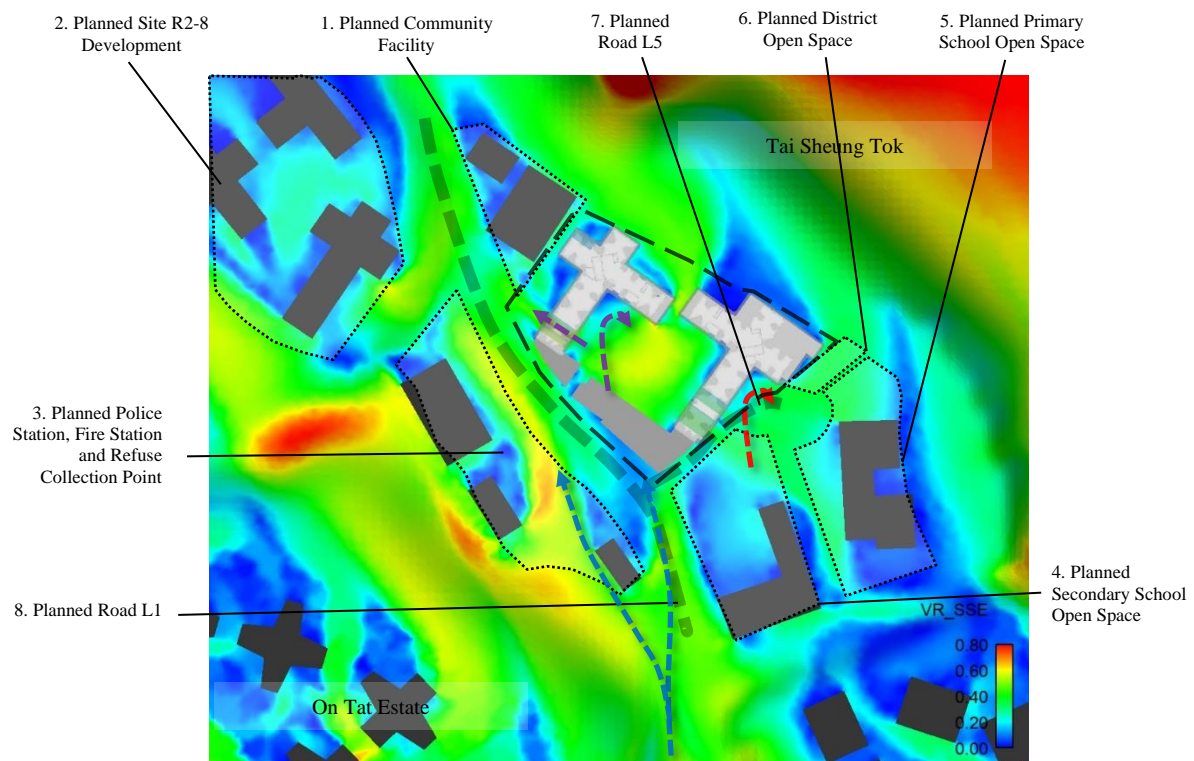 2. Planned Site R2-8
Development
1. Planned Community
Facility
7. Planned
Road L5
6. Planned District
Open Space
5. Planned Primary
School Open Space
Tai Sheung Tok
3. Planned Police
Station, Fire Station
and Refuse
Collection Point
4. Planned
Secondary School
Open Space
8. Planned Road L1
VR_SSE
0.80
0.60
0.40
0.20
0.00
On Tat Estate